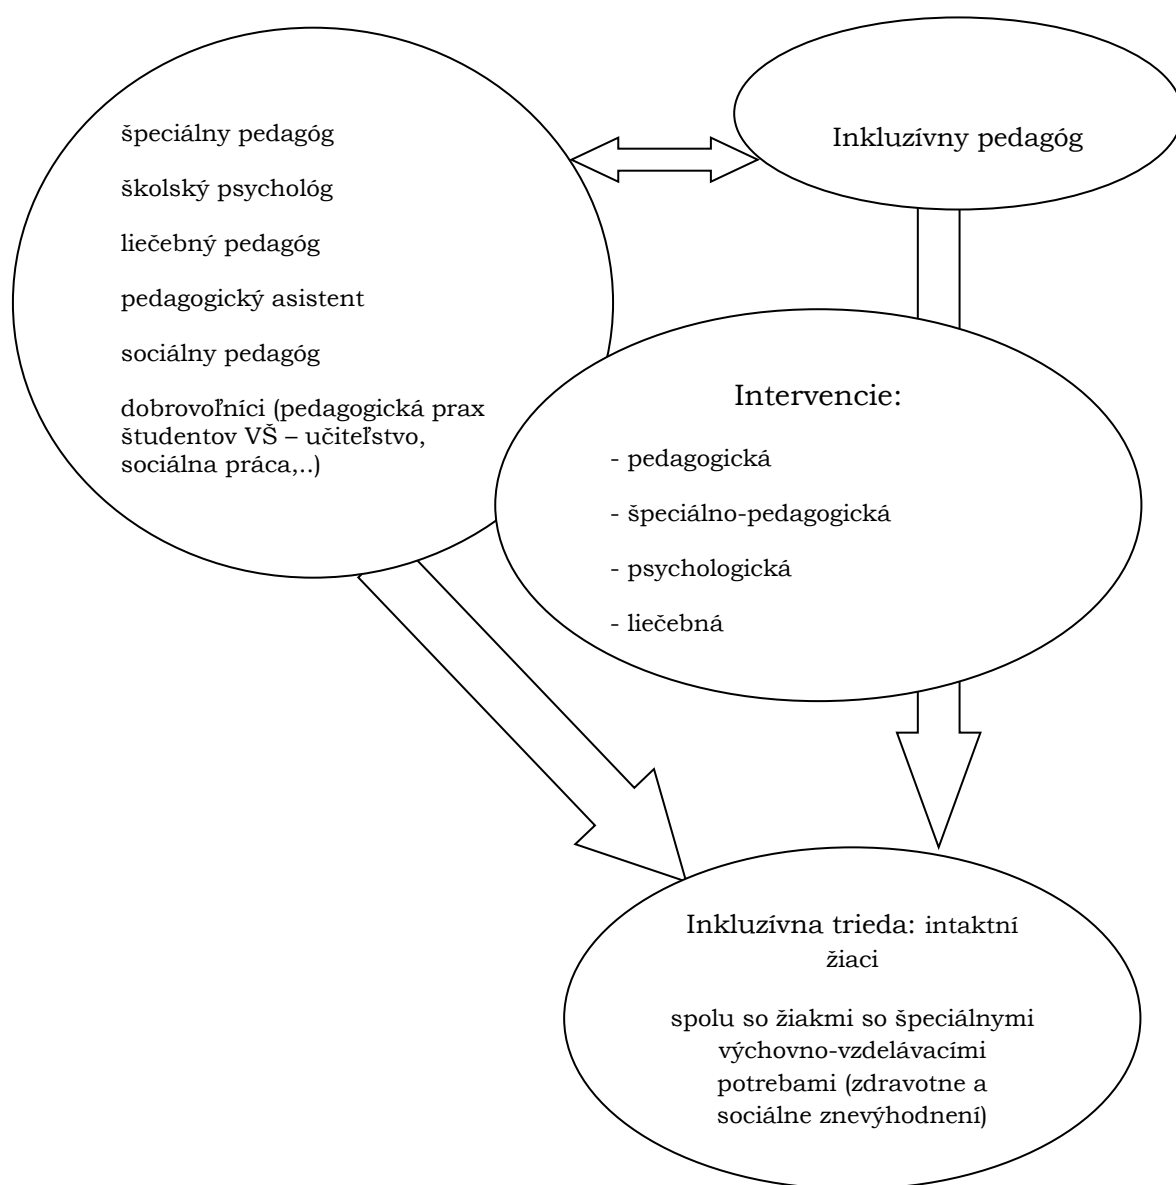 špeciálny pedagóg
školský psychológ
liečebný pedagóg
pedagogický asistent
sociálny pedagóg
dobrovoľníci (pedagogická prax
študentov VŠ – učiteľstvo,
sociálna práca,..)
Inkluzívny pedagóg
Intervencie:
- pedagogická
- špeciálno-pedagogická
- psychologická
- liečebná
Inkluzívna trieda: intaktní
žiaci
spolu so žiakmi so špeciálnymi
výchovno-vzdelávacími
potrebami (zdravotne a
sociálne znevýhodnení)